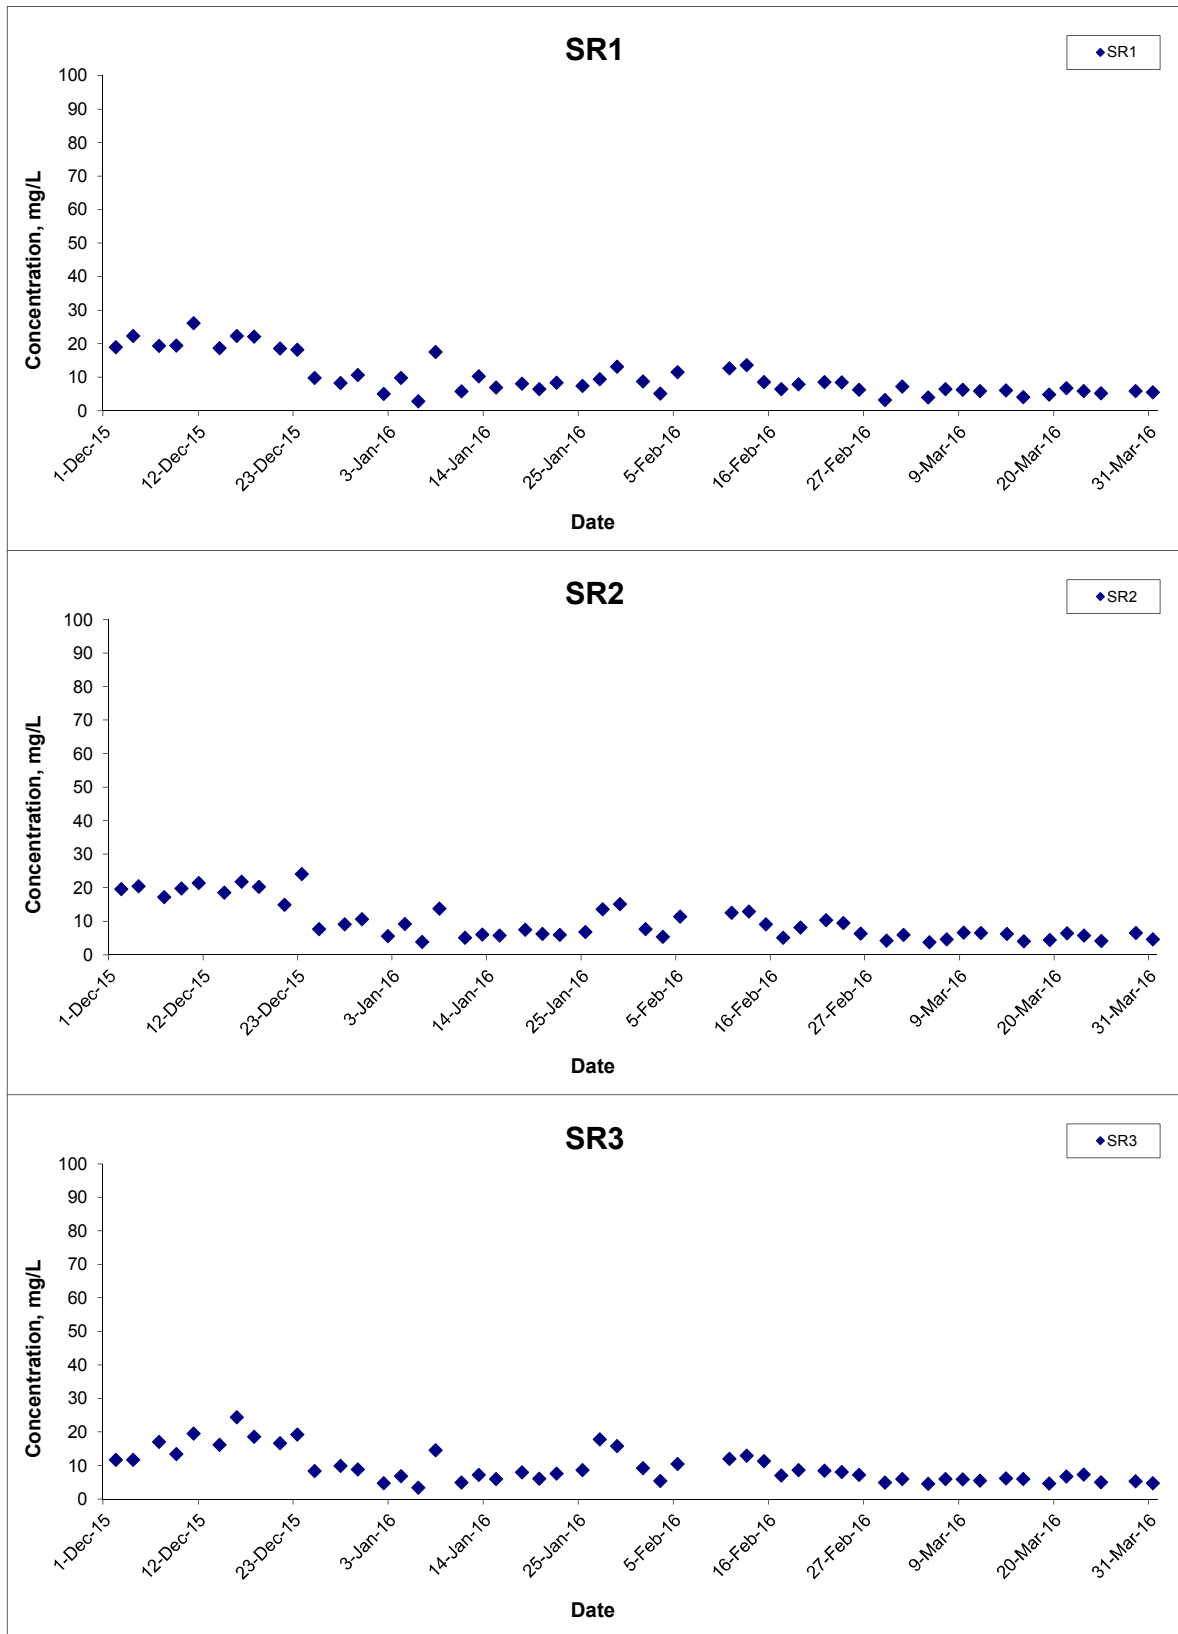 SR1
SR1
Concentration, mg/L
100
90
80
70
60
50
40
30
20
10
0
1-Dec-15
12-Dec-15
23-Dec-15
3-Jan-16
14-Jan-16
25-Jan-16
5-Feb-16
16-Feb-16
27-Feb-16
9-Mar-16
20-Mar-16
31-Mar-16
Date
SR2
SR2
Concentration, mg/L
100
90
80
70
60
50
40
30
20
10
0
1-Dec-15
12-Dec-15
23-Dec-15
3-Jan-16
14-Jan-16
25-Jan-16
5-Feb-16
16-Feb-16
27-Feb-16
9-Mar-16
20-Mar-16
31-Mar-16
Date
SR3
SR3
Concentration, mg/L
100
90
80
70
60
50
40
30
20
10
0
1-Dec-15
12-Dec-15
23-Dec-15
3-Jan-16
14-Jan-16
25-Jan-16
5-Feb-16
16-Feb-16
27-Feb-16
9-Mar-16
20-Mar-16
31-Mar-16
Date